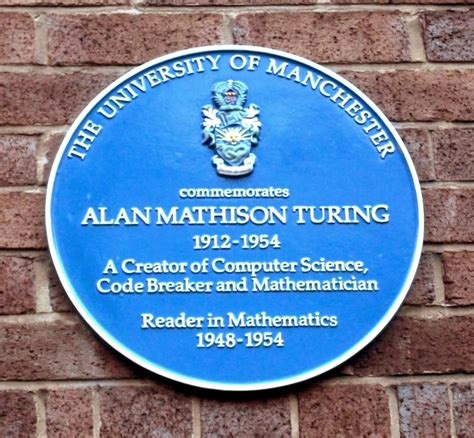 THE UNIVERSITY OF MANCHESTER
commemorates
ALAN MATHISON TURING
1912-1954
A Creator of Computer Science,
Code Breaker and Mathematician
Reader in Mathematics
1948-1954